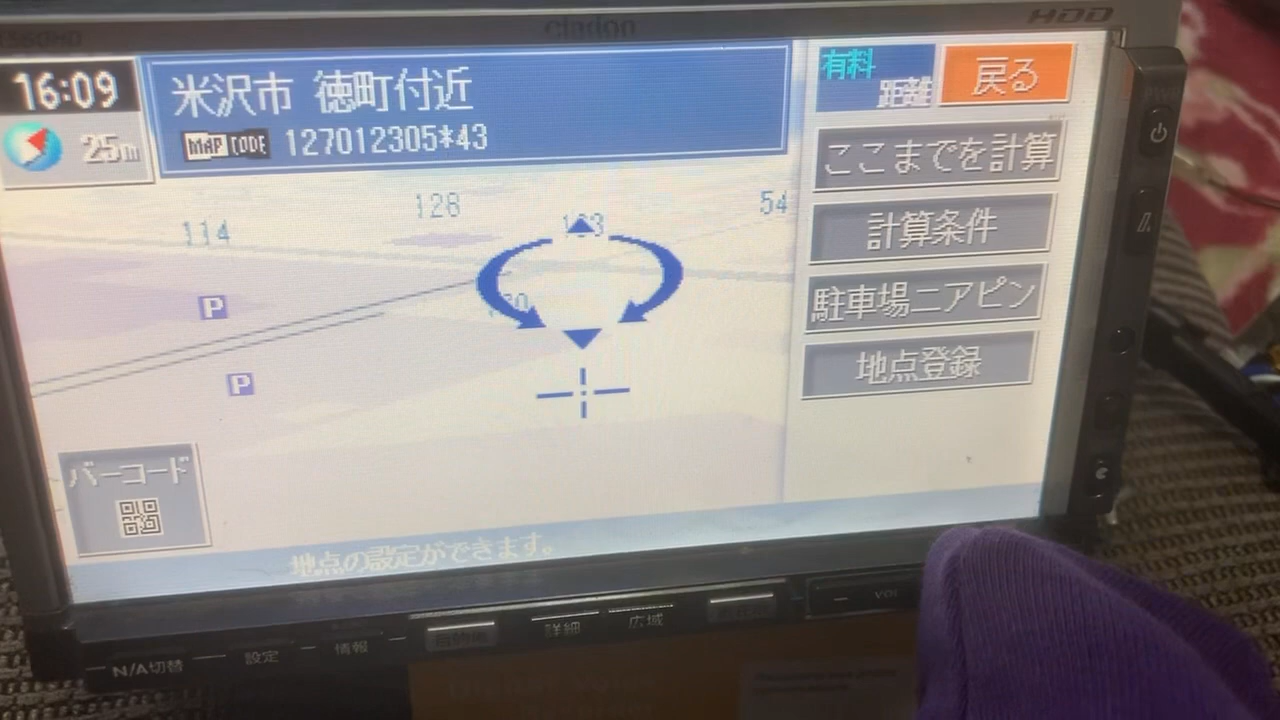 clarion
HDD
16:09
25m
米沢市 徳町付近
MAP CODE 127012305*43
有料
距離
戻る
ここまでを計算
計算条件
駐車場ニアピン
地点登録
114
128
54
P
P
バーコード
地点の設定ができます。
N/A切替
設定
情報
目的地
詳細
広域
VOL